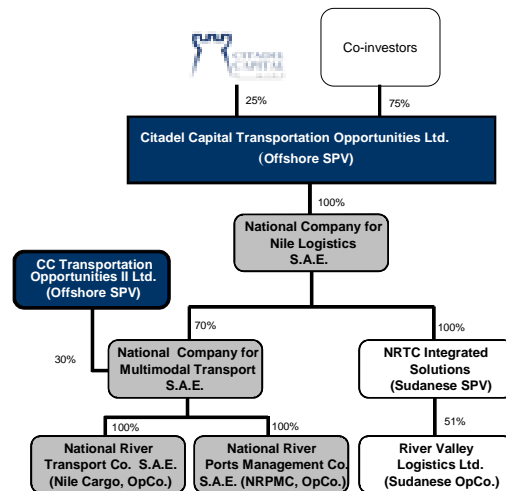 CITADEL
CAPITAL
Co-investors
25%
75%
Citadel Capital Transportation Opportunities Ltd.
(Offshore SPV)
100%
National Company for
Nile Logistics
S.A.E.
CC Transportation
Opportunities II Ltd.
(Offshore SPV)
70%
100%
30%
National Company for
Multimodal Transport
S.A.E.
NRTC Integrated
Solutions
(Sudanese SPV)
100%
100%
51%
National River
Transport Co. S.A.E.
(Nile Cargo, OpCo.)
National River
Ports Management Co.
S.A.E. (NRPMC, OpCo.)
River Valley
Logistics Ltd.
(Sudanese OpCo.)